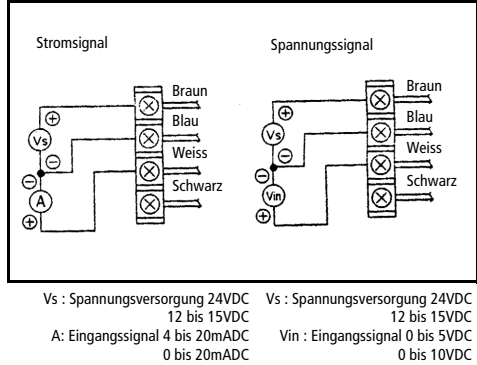 Stromsignal
Braun
Blau
Weiss
Schwarz
Vs
A
Spannungssignal
Braun
Blau
Weiss
Schwarz
Vs
Vin
Vs : Spannungsversorgung 24VDC
12 bis 15VDC
A: Eingangssignal 4 bis 20mADC
0 bis 20mADC
Vs : Spannungsversorgung 24VDC
12 bis 15VDC
Vin : Eingangssignal 0 bis 5VDC
0 bis 10VDC